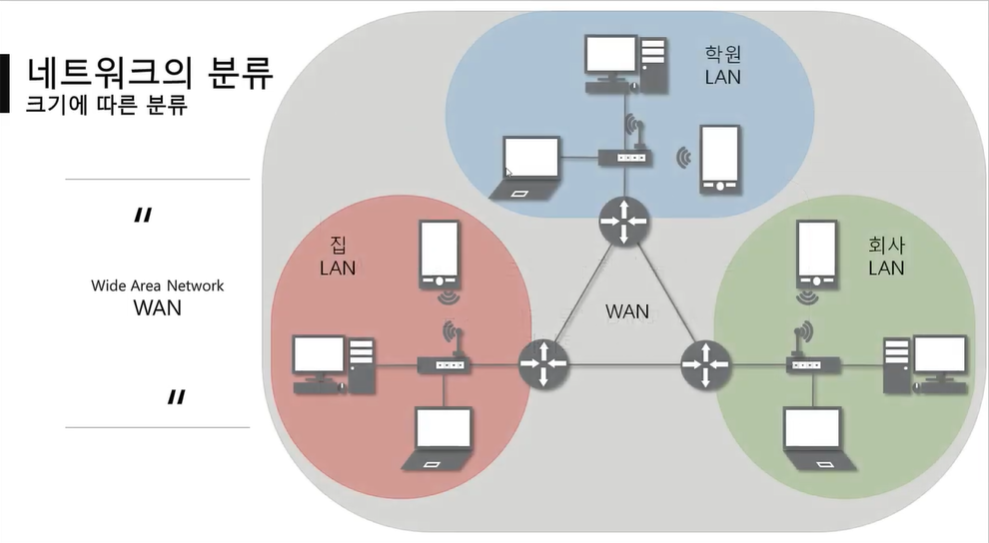 네트워크의 분류
크기에 따른 분류
〃
Wide Area Network
WAN
〃
학원
LAN
집
LAN
회사
LAN
WAN